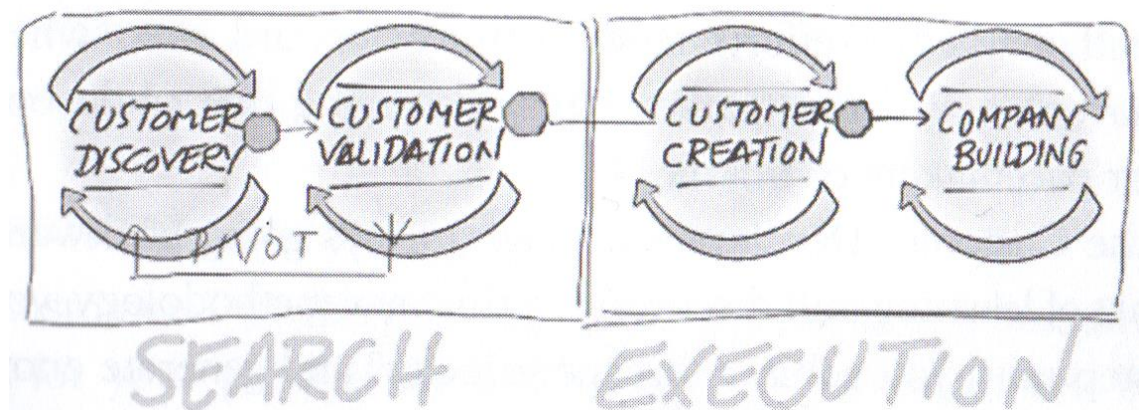 CUSTOMER
DISCOVERY
CUSTOMER
VALIDATION
CUSTOMER
CREATION
COMPANY
BUILDING
PIVOT
SEARCH
EXECUTION